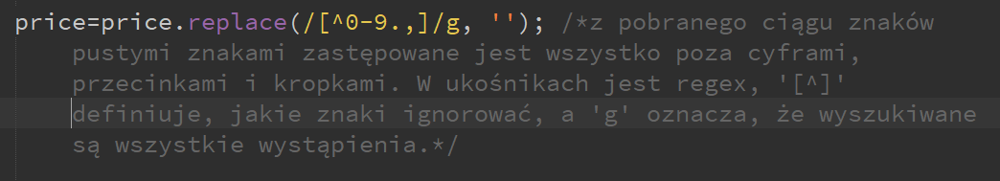 price=price.replace(/[^0-9.,]/g, ''); /*z pobranego ciągu znaków
pustymi znakami zastępowane jest wszystko poza cyframi,
przecinkami i kropkami. W ukośnikach jest regex, '[^]'
definiuje, jakie znaki ignorować, a 'g' oznacza, że wyszukiwane
są wszystkie wystąpienia.*/